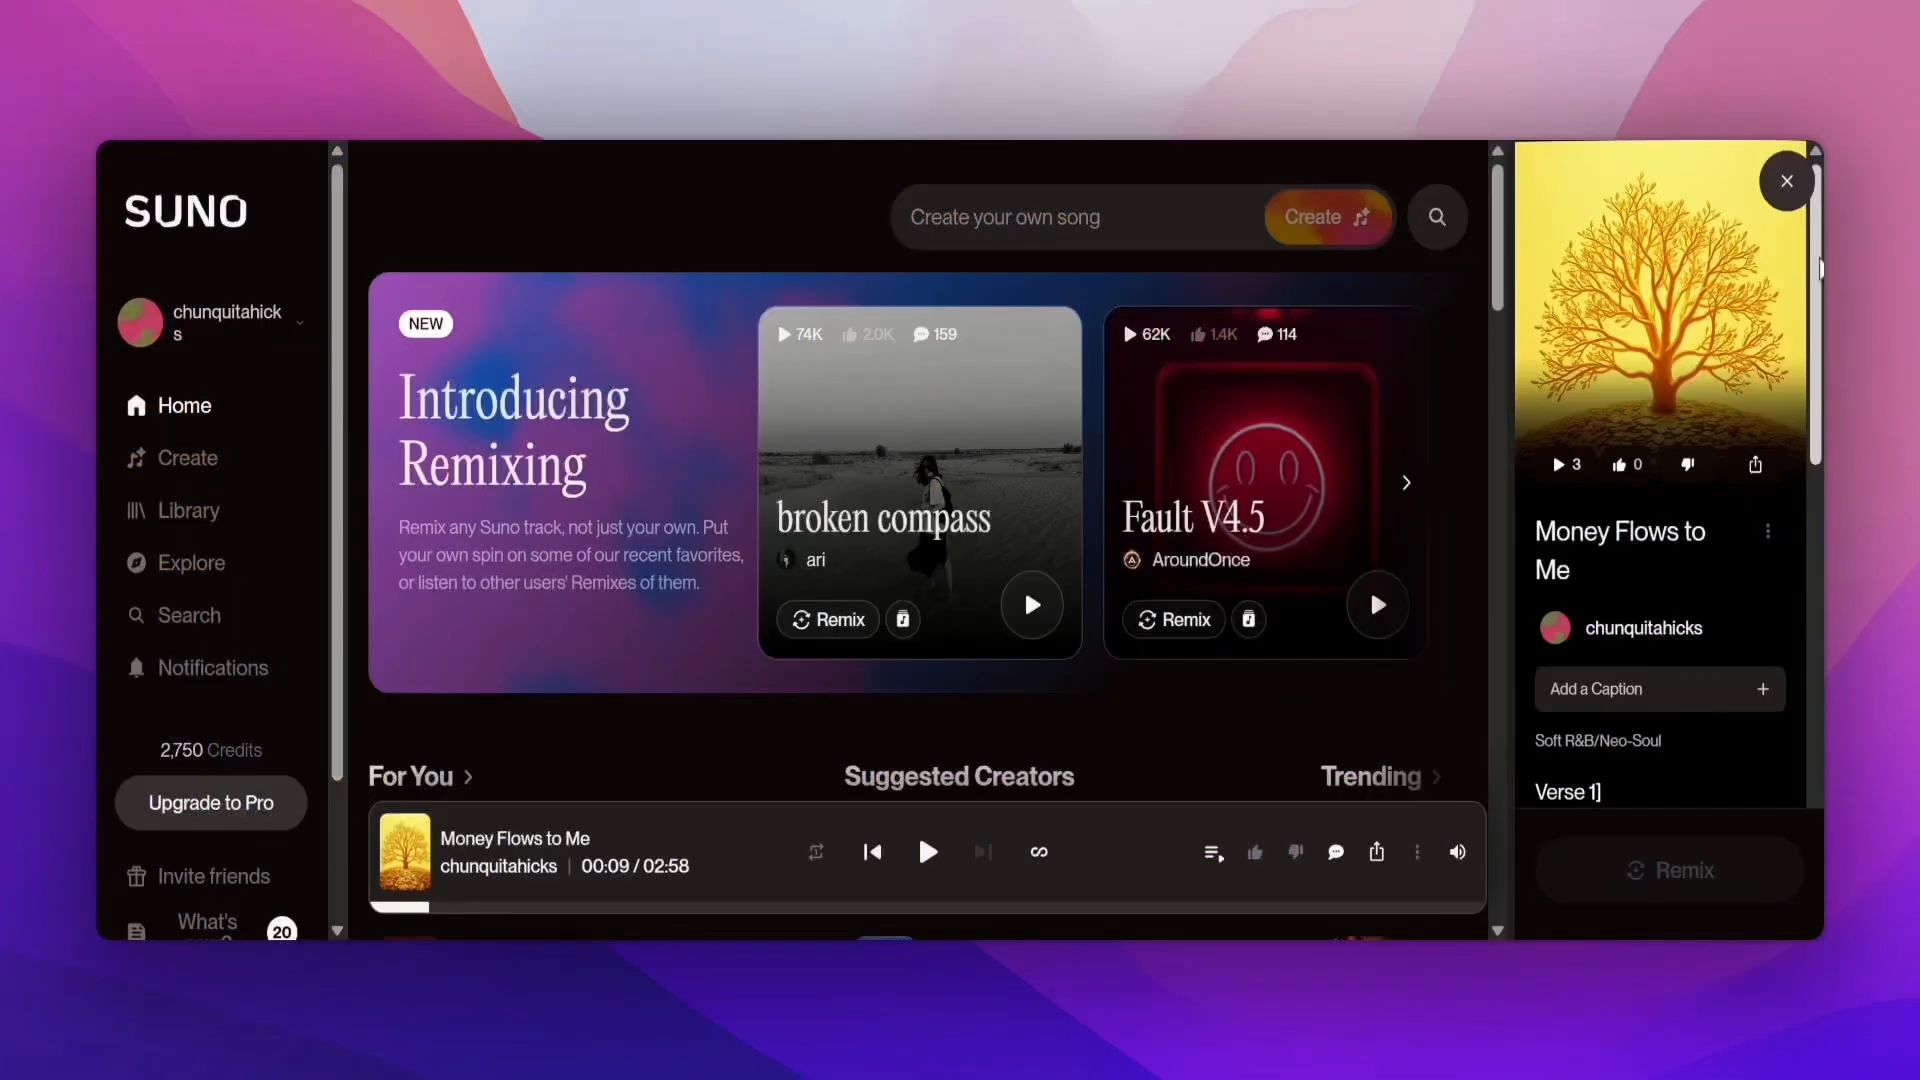 SUNO
chunquitahick
s
Home
Create
Library
Explore
Search
Notifications
2,750 Credits
Upgrade to Pro
Invite friends
What's
20
Create your own song
Create
NEW
Introducing
Remixing
Remix any Suno track, not just your own. Put
your own spin on some of our recent favorites,
or listen to other users' Remixes of them.
74K 2.0K 159
broken compass
ari
Remix
62K 1.4K 114
Fault V4.5
AroundOnce
Remix
For You
Suggested Creators
Trending
Money Flows to Me
chunquitahicks | 00:09 / 02:58
3 0
Money Flows to
Me
chunquitahicks
Add a Caption
Soft R&B/Neo-Soul
Verse 1]
Remix